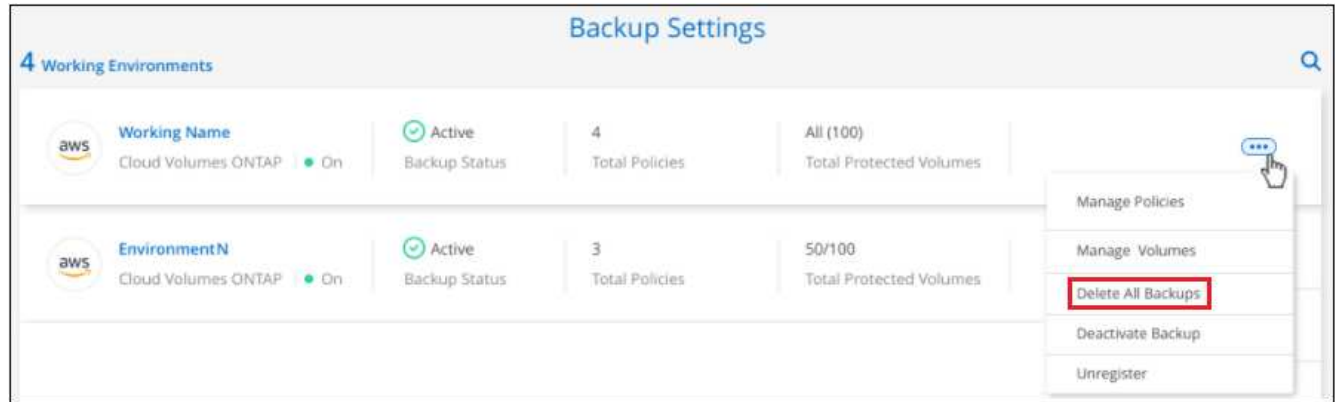 Backup Settings
4 Working Environments
aws Working Name Active 4 All (100)
Cloud Volumes ONTAP On Backup Status Total Policies Total Protected Volumes
Manage Policies
aws EnvironmentN Active 3 50/100 Manage Volumes
Cloud Volumes ONTAP On Backup Status Total Policies Total Protected Volumes
Delete All Backups
Deactivate Backup
Unregister